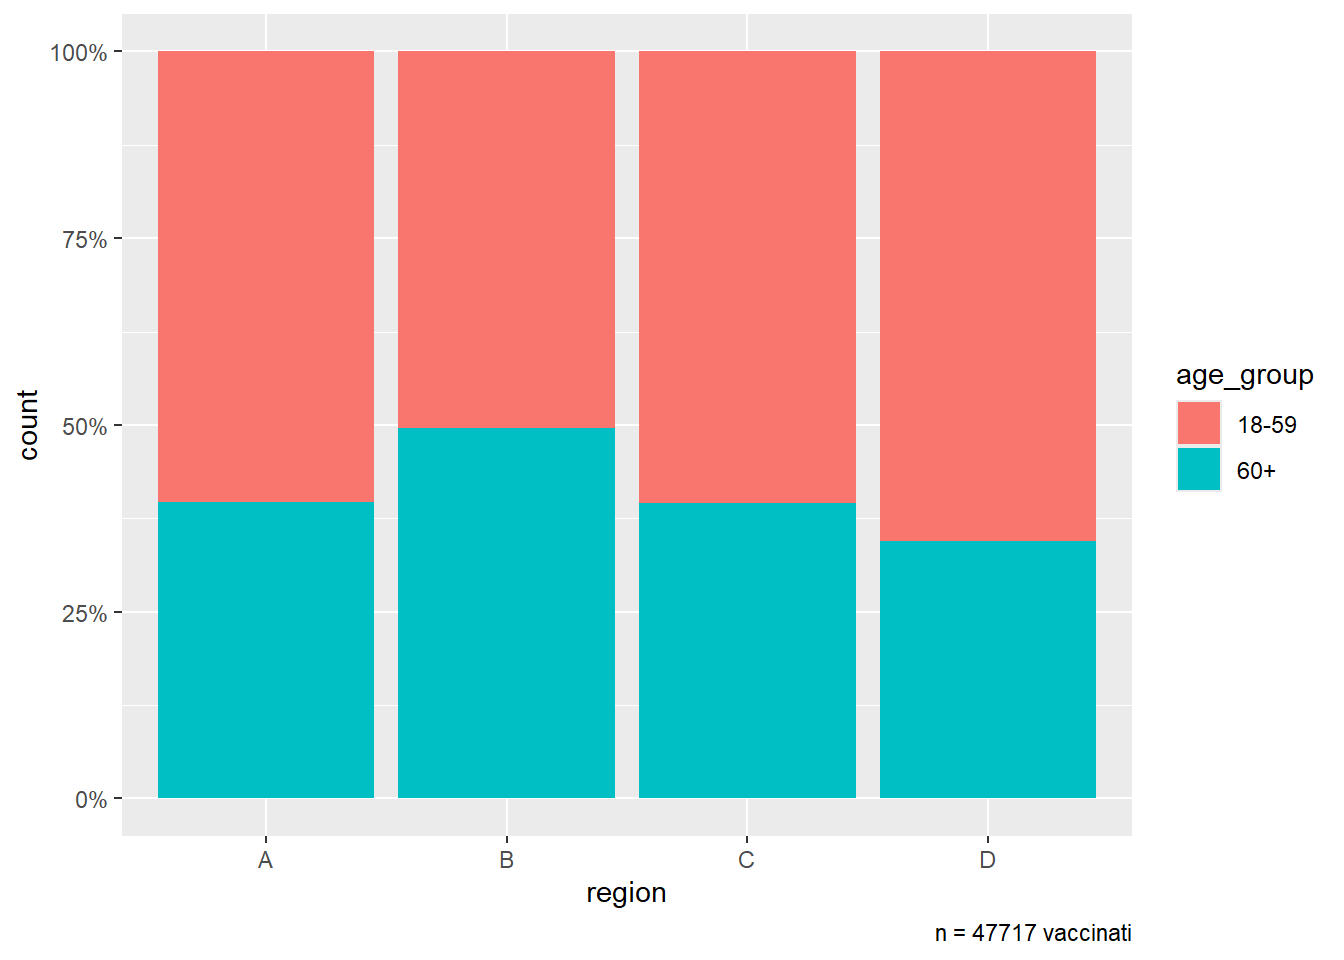 100%
75%
50%
25%
0%
count
A B C D
region
age_group
18-59
60+
n = 47717 vaccinati